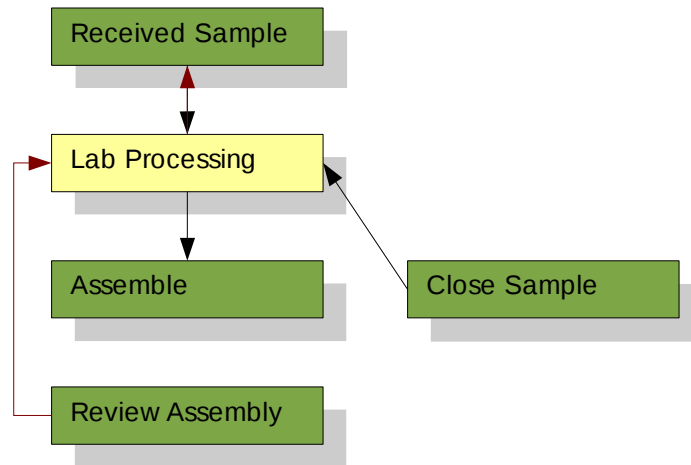 Received Sample
Lab Processing
Assemble
Close Sample
Review Assembly